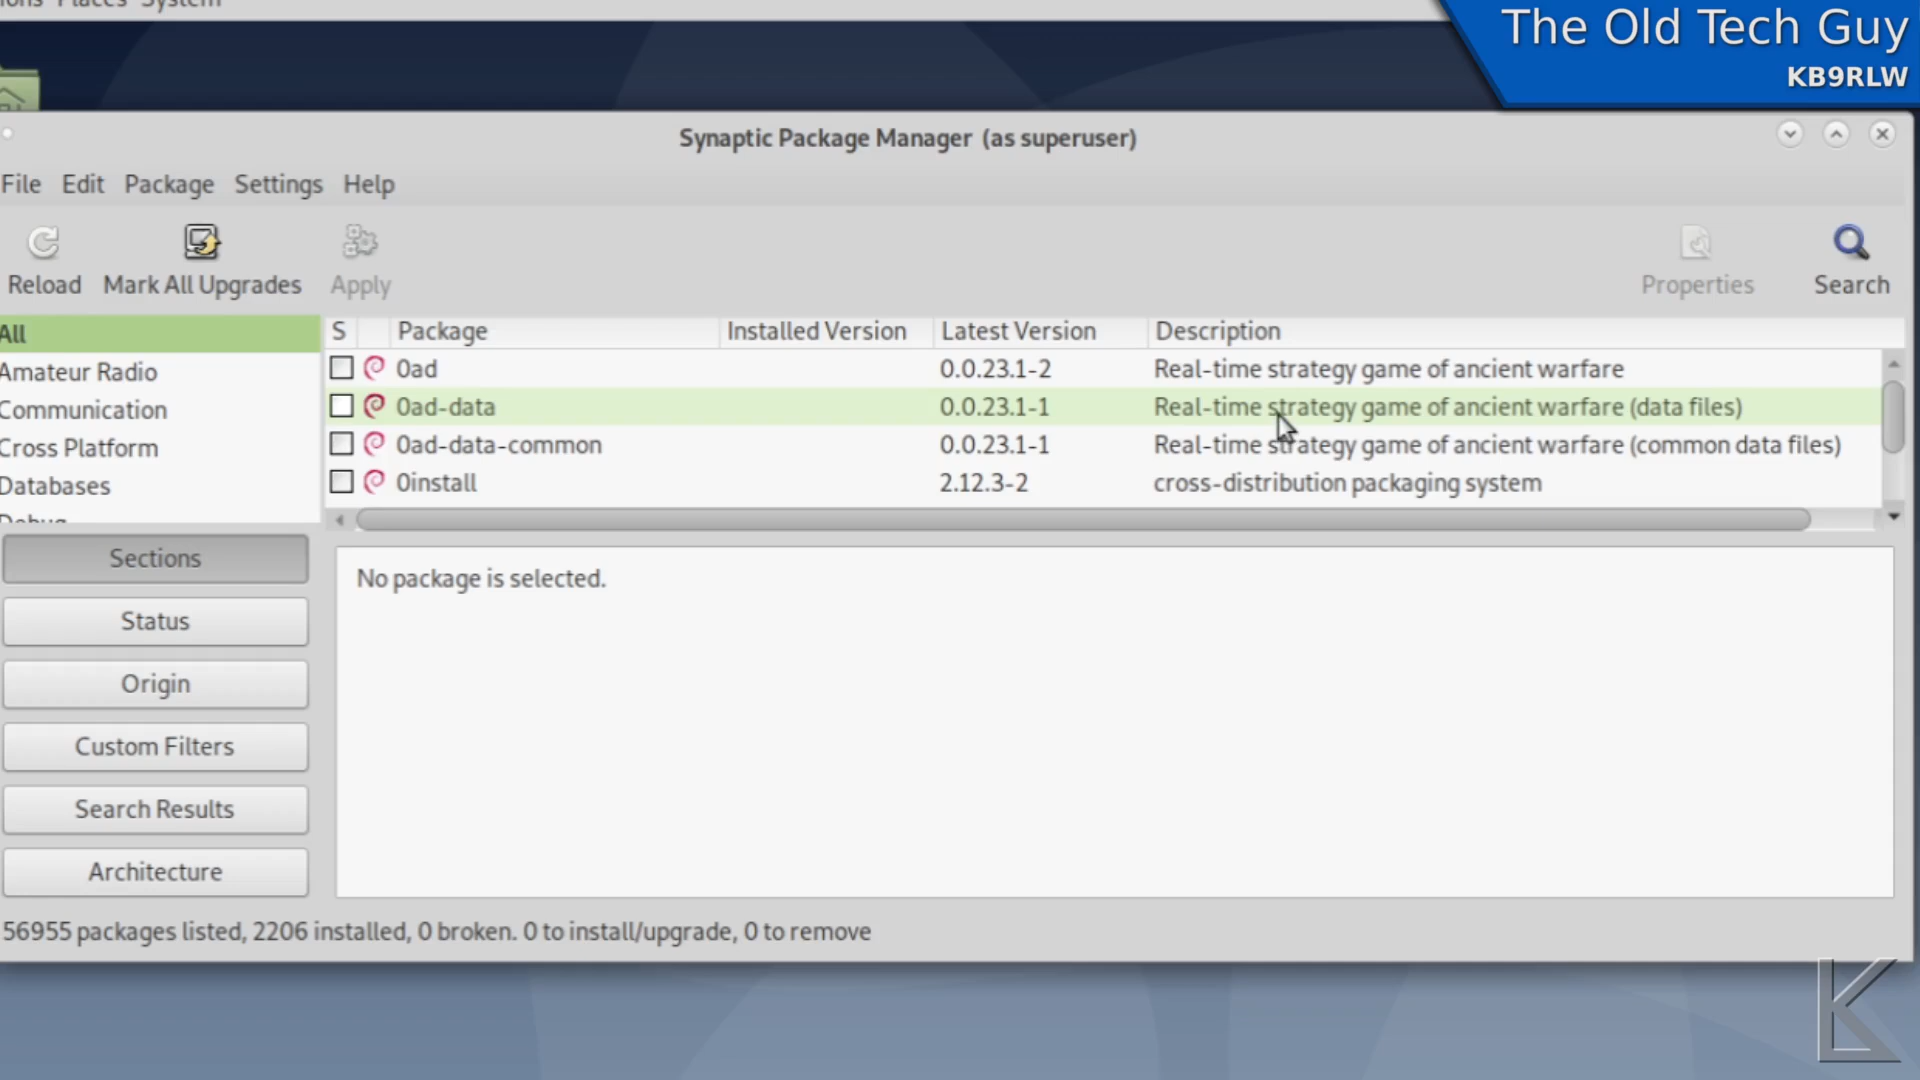 Places System
The Old Tech Guy
KB9RLW
Synaptic Package Manager (as superuser)
File Edit Package Settings Help
Reload Mark All Upgrades Apply Properties Search
All
Amateur Radio
Communication
Cross Platform
Databases
Debug
S Package Installed Version Latest Version Description
0ad 0.0.23.1-2 Real-time strategy game of ancient warfare
0ad-data 0.0.23.1-1 Real-time strategy game of ancient warfare (data files)
0ad-data-common 0.0.23.1-1 Real-time strategy game of ancient warfare (common data files)
0install 2.12.3-2 cross-distribution packaging system
Sections
Status
Origin
Custom Filters
Search Results
Architecture
No package is selected.
56955 packages listed, 2206 installed, 0 broken. 0 to install/upgrade, 0 to remove
K